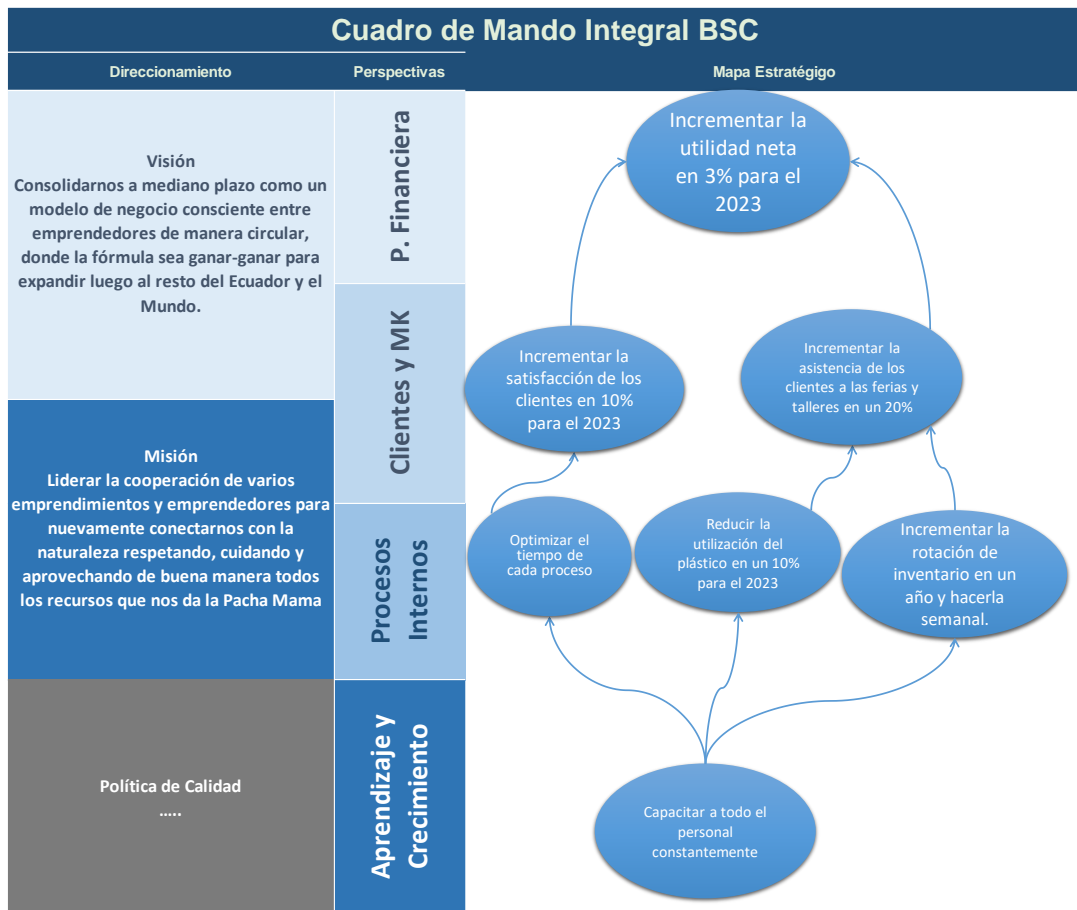 Cuadro de Mando Integral BSC
Direccionamiento
Perspectivas
Mapa Estratégigo
Visión
Consolidarnos a mediano plazo como un
modelo de negocio consciente entre
emprendedores de manera circular,
donde la fórmula sea ganar-ganar para
expandir luego al resto del Ecuador y el
Mundo.
Misión
Liderar la cooperación de varios
emprendimientos y emprendedores para
nuevamente conectarnos con la
naturaleza respetando, cuidando y
aprovechando de buena manera todos
los recursos que nos da la Pacha Mama
Política de Calidad
.....
P. Financiera
Clientes y MK
Procesos
Internos
Aprendizaje y
Crecimiento
Incrementar la
utilidad neta
en 3% para el
2023
Incrementar la
satisfacción de los
clientes en 10%
para el 2023
Incrementar la
asistencia de los
clientes a las ferias y
talleres en un 20%
Optimizar el
tiempo de
cada proceso
Reducir la
utilización del
plástico en un 10%
para el 2023
Incrementar la
rotación de
inventario en un
año y hacerla
semanal.
Capacitar a todo el
personal
constantemente